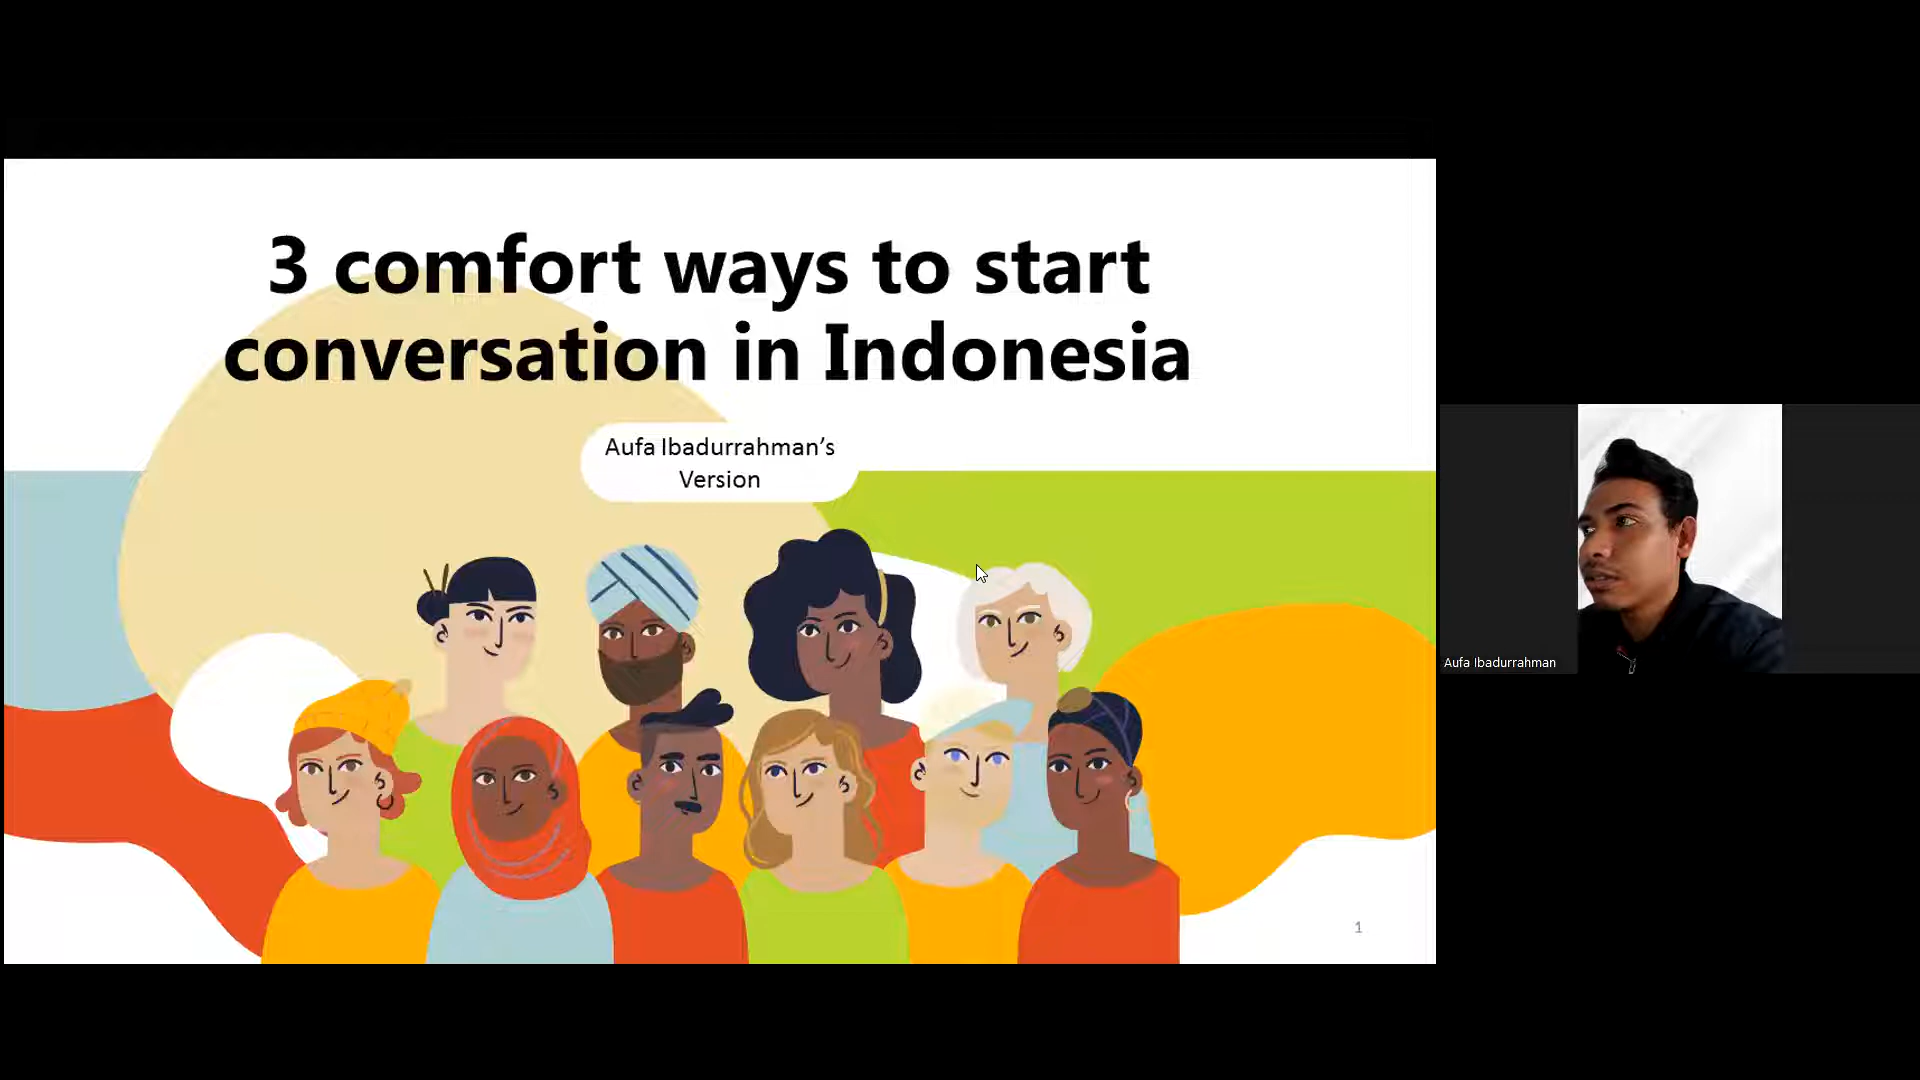 3 comfort ways to start
conversation in Indonesia
Aufa Ibadurrahman’s
Version
1
Aufa Ibadurrahman